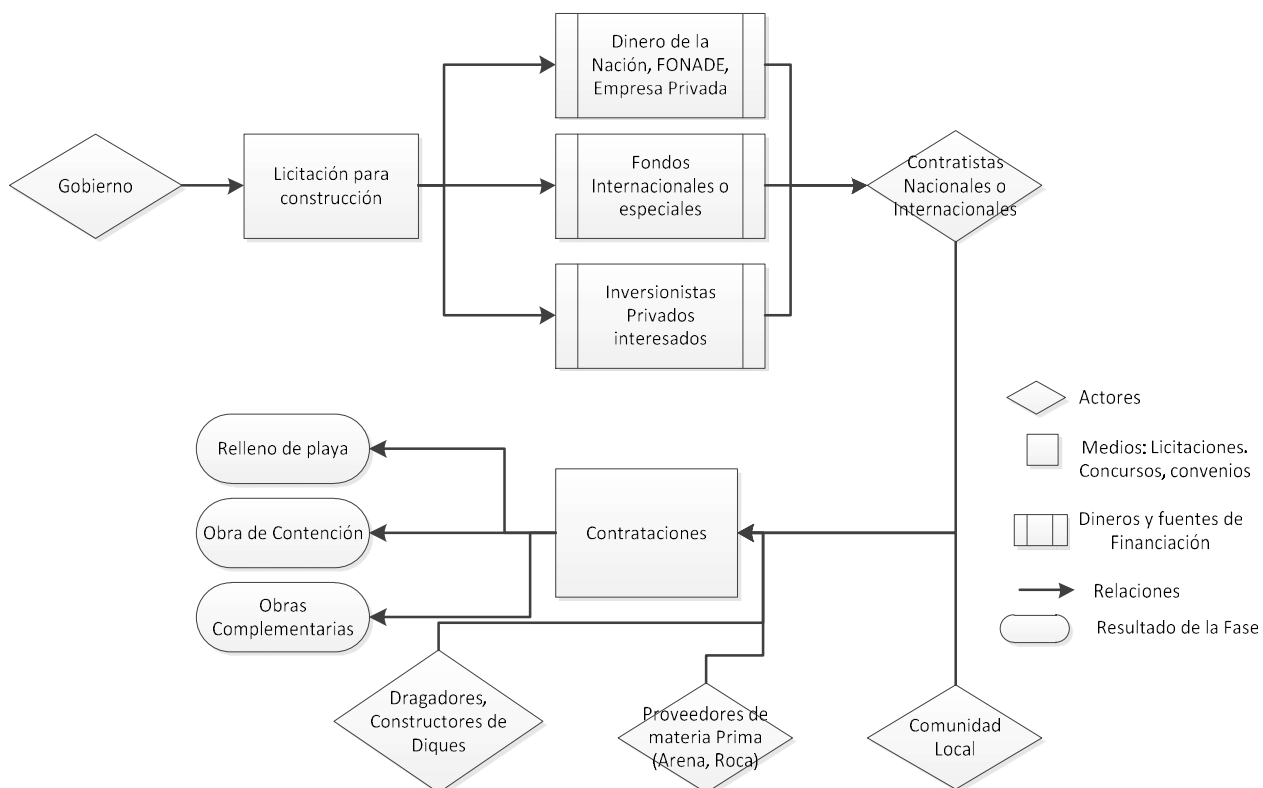 Dinero de la
Nación, FONADE,
Empresa Privada
Gobierno
Licitación para
construcción
Fondos
Internacionales o
especiales
Contratistas
Nacionales o
Internacionales
Inversionistas
Privados
interesados
Actores
Medios: Licitaciones.
Concursos, convenios
Dineros y fuentes de
Financiación
Relaciones
Resultado de la Fase
Relleno de playa
Obra de Contención
Obras
Complementarias
Contrataciones
Dragadores,
Constructores de
Diques
Proveedores de
materia Prima
(Arena, Roca)
Comunidad
Local